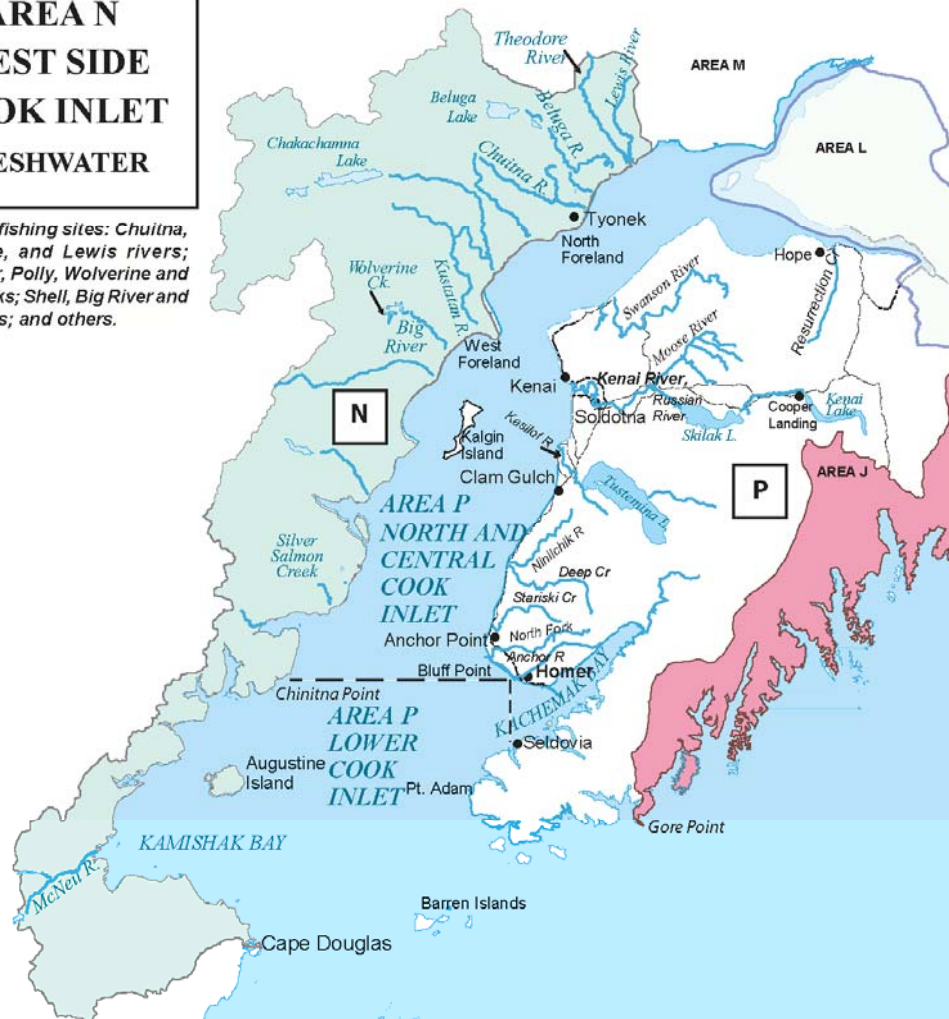 AREA N
EST SIDE
OK INLET
ESHWATER
fishing sites: Chuitna,
e, and Lewis rivers;
r, Polly, Wolverine and
ks; Shell, Big River and
s; and others.
Theodore
River
Lewis River
AREA M
Beluga
Lake
Beluga R.
Chakachamna
Lake
Chuitna R.
AREA L
Tyonek
North
Foreland
Hope
Resurrection Cr
Wolverine
Ck.
Kustatan R.
Swanson River
Big
River
West
Foreland
Moose River
Kenai
Kenai River,
N
Soldotna
Russian
River
Cooper
Landing
Kenai
Lake
Skilak L.
Kalgin
Island
Kasilof R
Clam Gulch
P
AREA J
Tustemina L
AREA P
NORTH AND
CENTRAL
COOK
INLET
Silver
Salmon
Creek
Ninilchik R
Deep Cr
Stariski Cr
Anchor Point
North Fork
Anchor R
Bluff Point
Homer
KACHEMAK BAY
Chinitna Point
AREA P
LOWER
COOK
INLET
Seldovia
Augustine
Island
Pt. Adam
Gore Point
KAMISHAK BAY
McNeil R.
Barren Islands
Cape Douglas